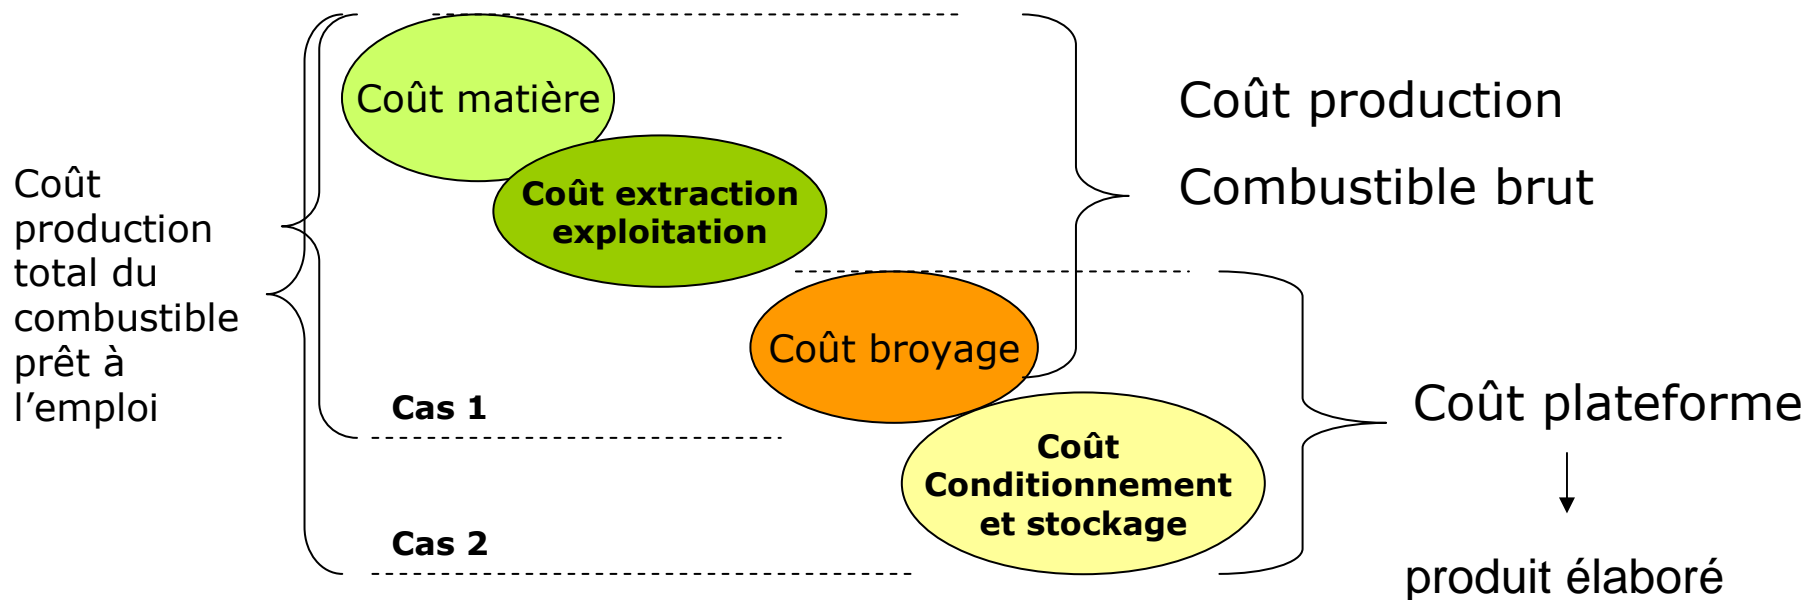 Coût
production
total du
combustible
prêt à
l’emploi
Coût matière
Coût extraction
exploitation
Coût broyage
Coût
Conditionnement
et stockage
Cas 1
Cas 2
Coût production
Combustible brut
Coût plateforme
produit élaboré